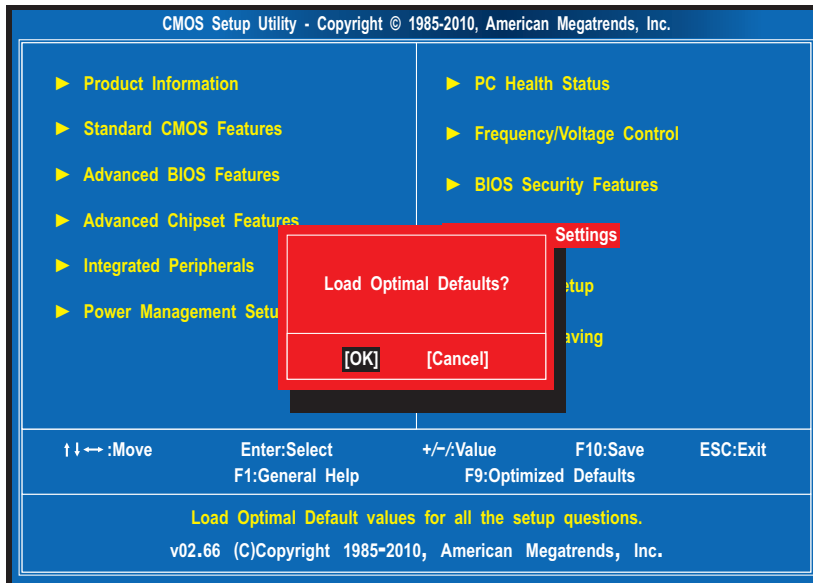 CMOS Setup Utility - Copyright © 1985-2010, American Megatrends, Inc.
► Product Information
► Standard CMOS Features
► Advanced BIOS Features
► Advanced Chipset Features
► Integrated Peripherals
► Power Management Setu
► PC Health Status
► Frequency/Voltage Control
► BIOS Security Features
Settings
etup
aving
Load Optimal Defaults?
[OK] [Cancel]
↑↓↔ :Move Enter:Select +/-/:Value F10:Save ESC:Exit
F1:General Help F9:Optimized Defaults
Load Optimal Default values for all the setup questions.
v02.66 (C)Copyright 1985-2010, American Megatrends, Inc.